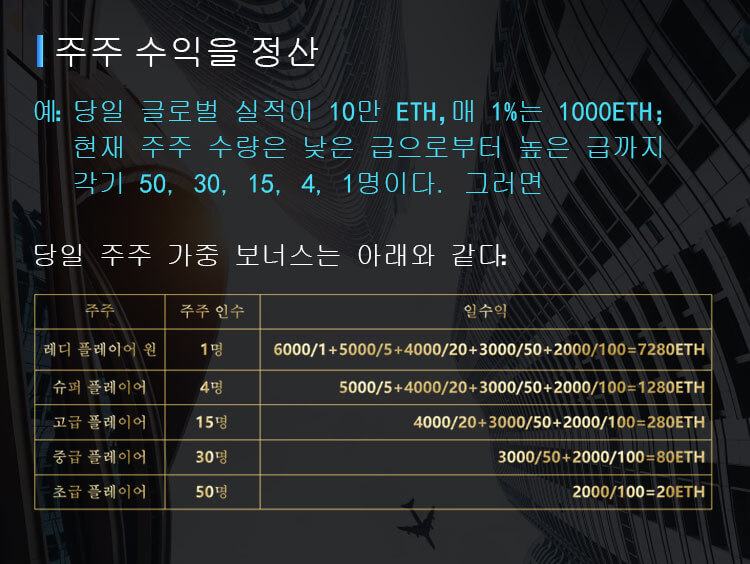 주주 수익을 정산
예: 당일 글로벌 실적이 10만 ETH,매 1%는 1000ETH;
현재 주주 수량은 낮은 급으로부터 높은 급까지
각기 50, 30, 15, 4, 1명이다. 그러면
당일 주주 가중 보너스는 아래와 같다:
주주 주주 인수 일수익
레디 플레이어 원 1명 6000/1+5000/5+4000/20+3000/50+2000/100=7280ETH
슈퍼 플레이어 4명 5000/5+4000/20+3000/50+2000/100=1280ETH
고급 플레이어 15명 4000/20+3000/50+2000/100=280ETH
중급 플레이어 30명 3000/50+2000/100=80ETH
초급 플레이어 50명 2000/100=20ETH